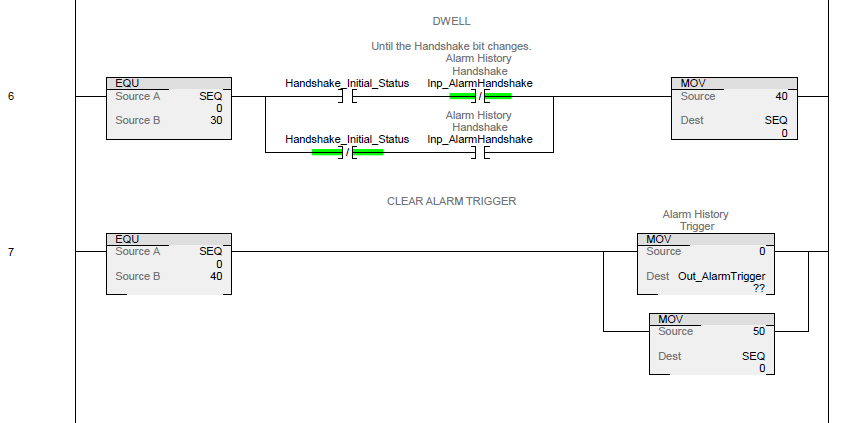 DWELL
Until the Handshake bit changes.
6
EQU
Source A SEQ
0
Source B 30
Handshake_Initial_Status
Alarm History
Handshake
Inp_AlarmHandshake
/
Handshake_Initial_Status
/
Alarm History
Handshake
Inp_AlarmHandshake
MOV
Source 40
Dest SEQ
0
CLEAR ALARM TRIGGER
7
EQU
Source A SEQ
0
Source B 40
Alarm History
Trigger
MOV
Source 0
Dest Out_AlarmTrigger
??
MOV
Source 50
Dest SEQ
0